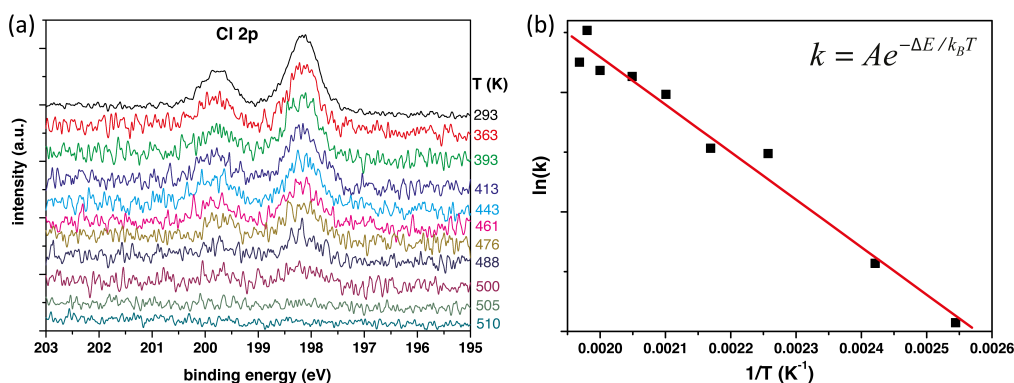 (a)
Cl 2p
T (K)
293
363
393
413
443
461
476
488
500
505
510
intensity (a.u.)
203 202 201 200 199 198 197 196 195
binding energy (eV)
(b)
k = Ae^{-ΔE/k_BT}
ln(k)
0.0020 0.0021 0.0022 0.0023 0.0024 0.0025 0.0026
1/T (K⁻¹)